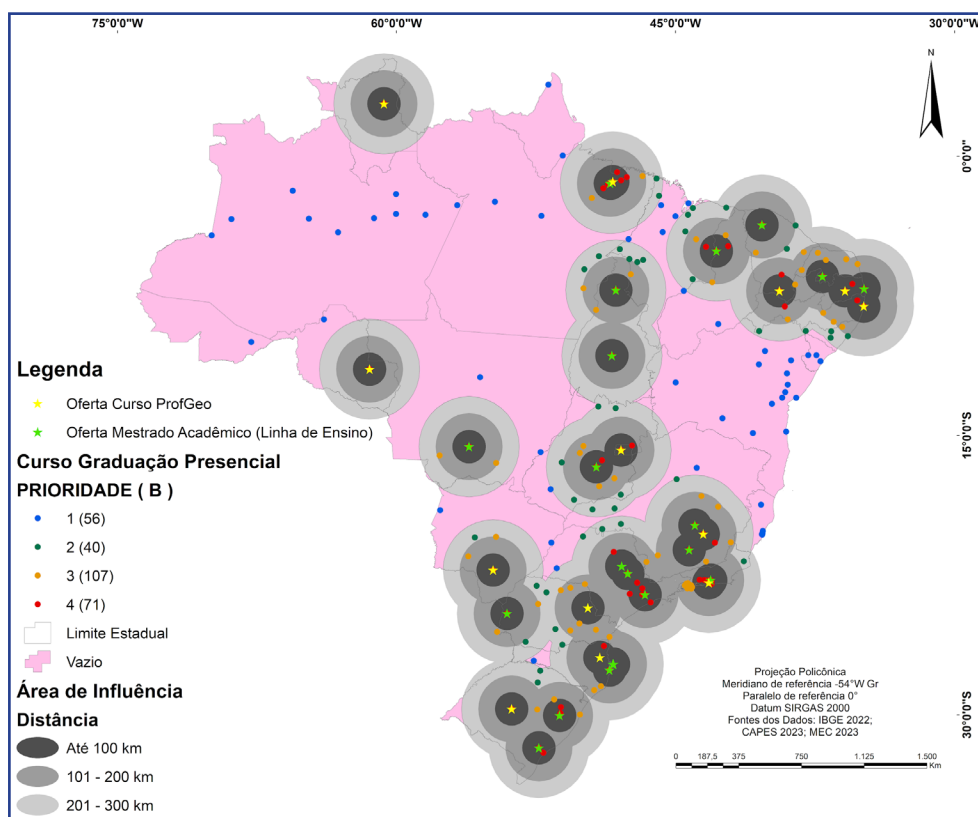 75°0'0"W 60°0'0"W 45°0'0"W 30°0'0"W
N
0°0'0"
15°0'0"S
30°0'0"S
Legenda
Oferta Curso ProfGeo
Oferta Mestrado Acadêmico (Linha de Ensino)
Curso Graduação Presencial
PRIORIDADE ( B )
1 (56)
2 (40)
3 (107)
4 (71)
Limite Estadual
Vazio
Área de Influência
Distância
Até 100 km
101 - 200 km
201 - 300 km
Projeção Policônica
Meridiano de referência -54°W Gr
Paralelo de referência 0°
Datum SIRGAS 2000
Fontes dos Dados: IBGE 2022;
CAPES 2023; MEC 2023
0 187,5 375 750 1.125 1.500
Km